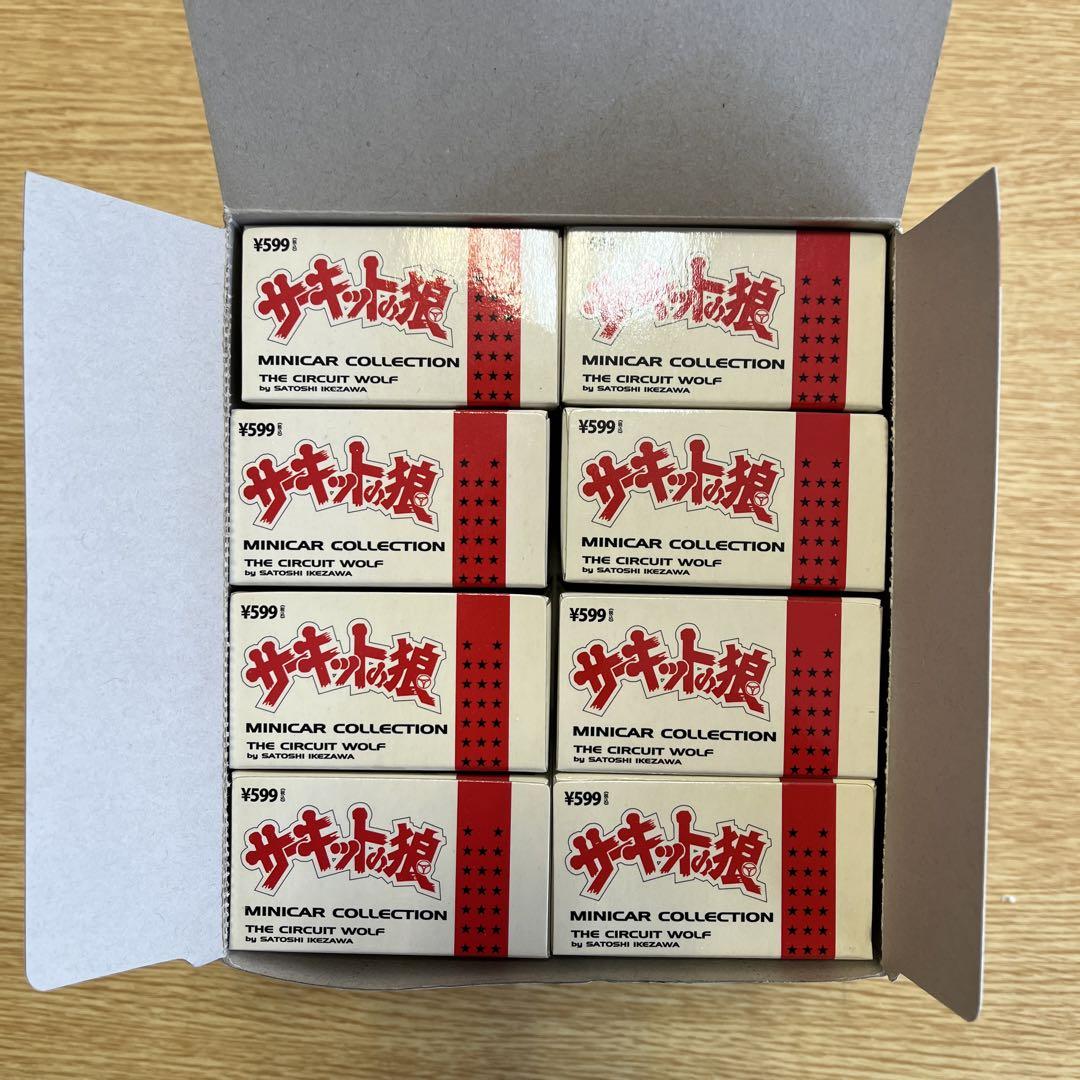 ¥599
サーキットの狼
MINICAR COLLECTION
THE CIRCUIT WOLF
by SATOSHI IKEZAWA
¥599
サーキットの狼
MINICAR COLLECTION
THE CIRCUIT WOLF
by SATOSHI IKEZAWA
¥599
サーキットの狼
MINICAR COLLECTION
THE CIRCUIT WOLF
by SATOSHI IKEZAWA
¥599
サーキットの狼
MINICAR COLLECTION
THE CIRCUIT WOLF
by SATOSHI IKEZAWA
¥599
サーキットの狼
MINICAR COLLECTION
THE CIRCUIT WOLF
by SATOSHI IKEZAWA
¥599
サーキットの狼
MINICAR COLLECTION
THE CIRCUIT WOLF
by SATOSHI IKEZAWA
¥599
サーキットの狼
MINICAR COLLECTION
THE CIRCUIT WOLF
by SATOSHI IKEZAWA
¥599
サーキットの狼
MINICAR COLLECTION
THE CIRCUIT WOLF
by SATOSHI IKEZAWA